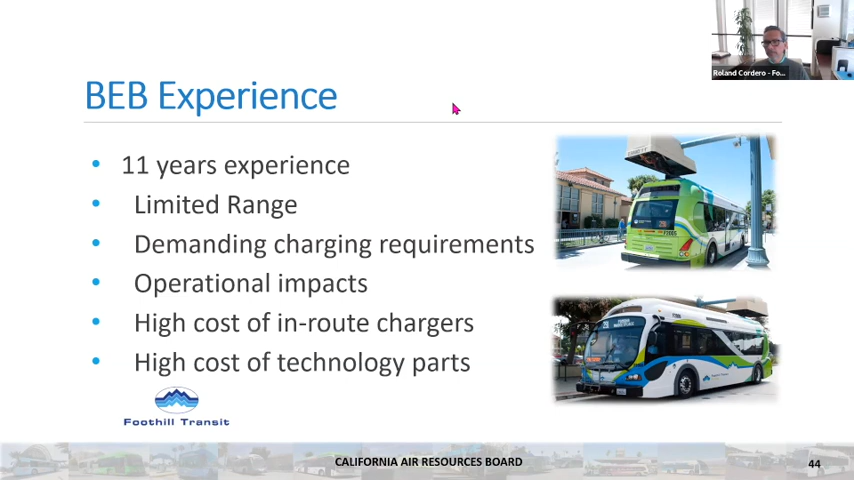 Roland Cordero - Fo...
BEB Experience
• 11 years experience
• Limited Range
• Demanding charging requirements
• Operational impacts
• High cost of in-route chargers
• High cost of technology parts
Foothill Transit
CALIFORNIA AIR RESOURCES BOARD
44